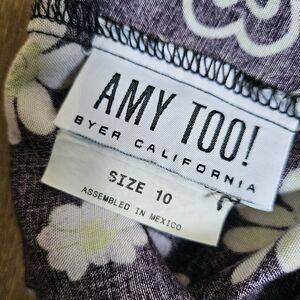 AMY TOO!
BYER CALIFORNIA
SIZE 10
ASSEMBLED IN MEXICO